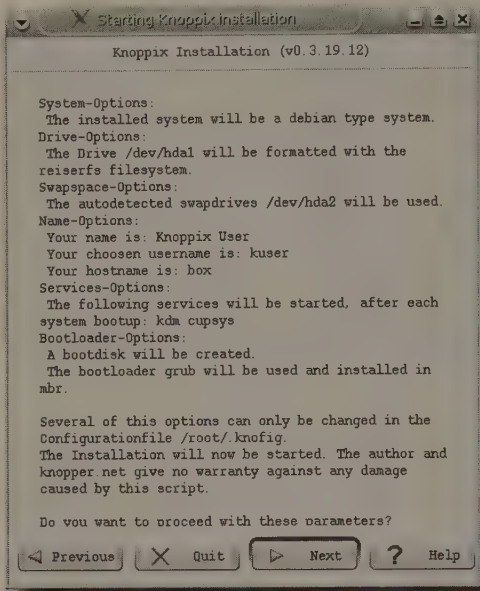 Starting Knoppix installation
Knoppix Installation (v0.3.19.12)
System-Options:
The installed system will be a debian type system.
Drive-Options:
The Drive /dev/hda1 will be formatted with the
reiserfs filesystem.
Swapspace-Options:
The autodetected swapdrives /dev/hda2 will be used.
Name-Options:
Your name is: Knoppix User
Your choosen username is: kuser
Your hostname is: box
Services-Options:
The following services will be started, after each
system bootup: kdm cupsys
Bootloader-Options:
A bootdisk will be created.
The bootloader grub will be used and installed in
mbr.
Several of this options can only be changed in the
Configurationfile /root/.knofig.
The Installation will now be started. The author and
knopper.net give no warranty against any damage
caused by this script.
Do you want to proceed with these parameters?
Previous Quit Next ? Help